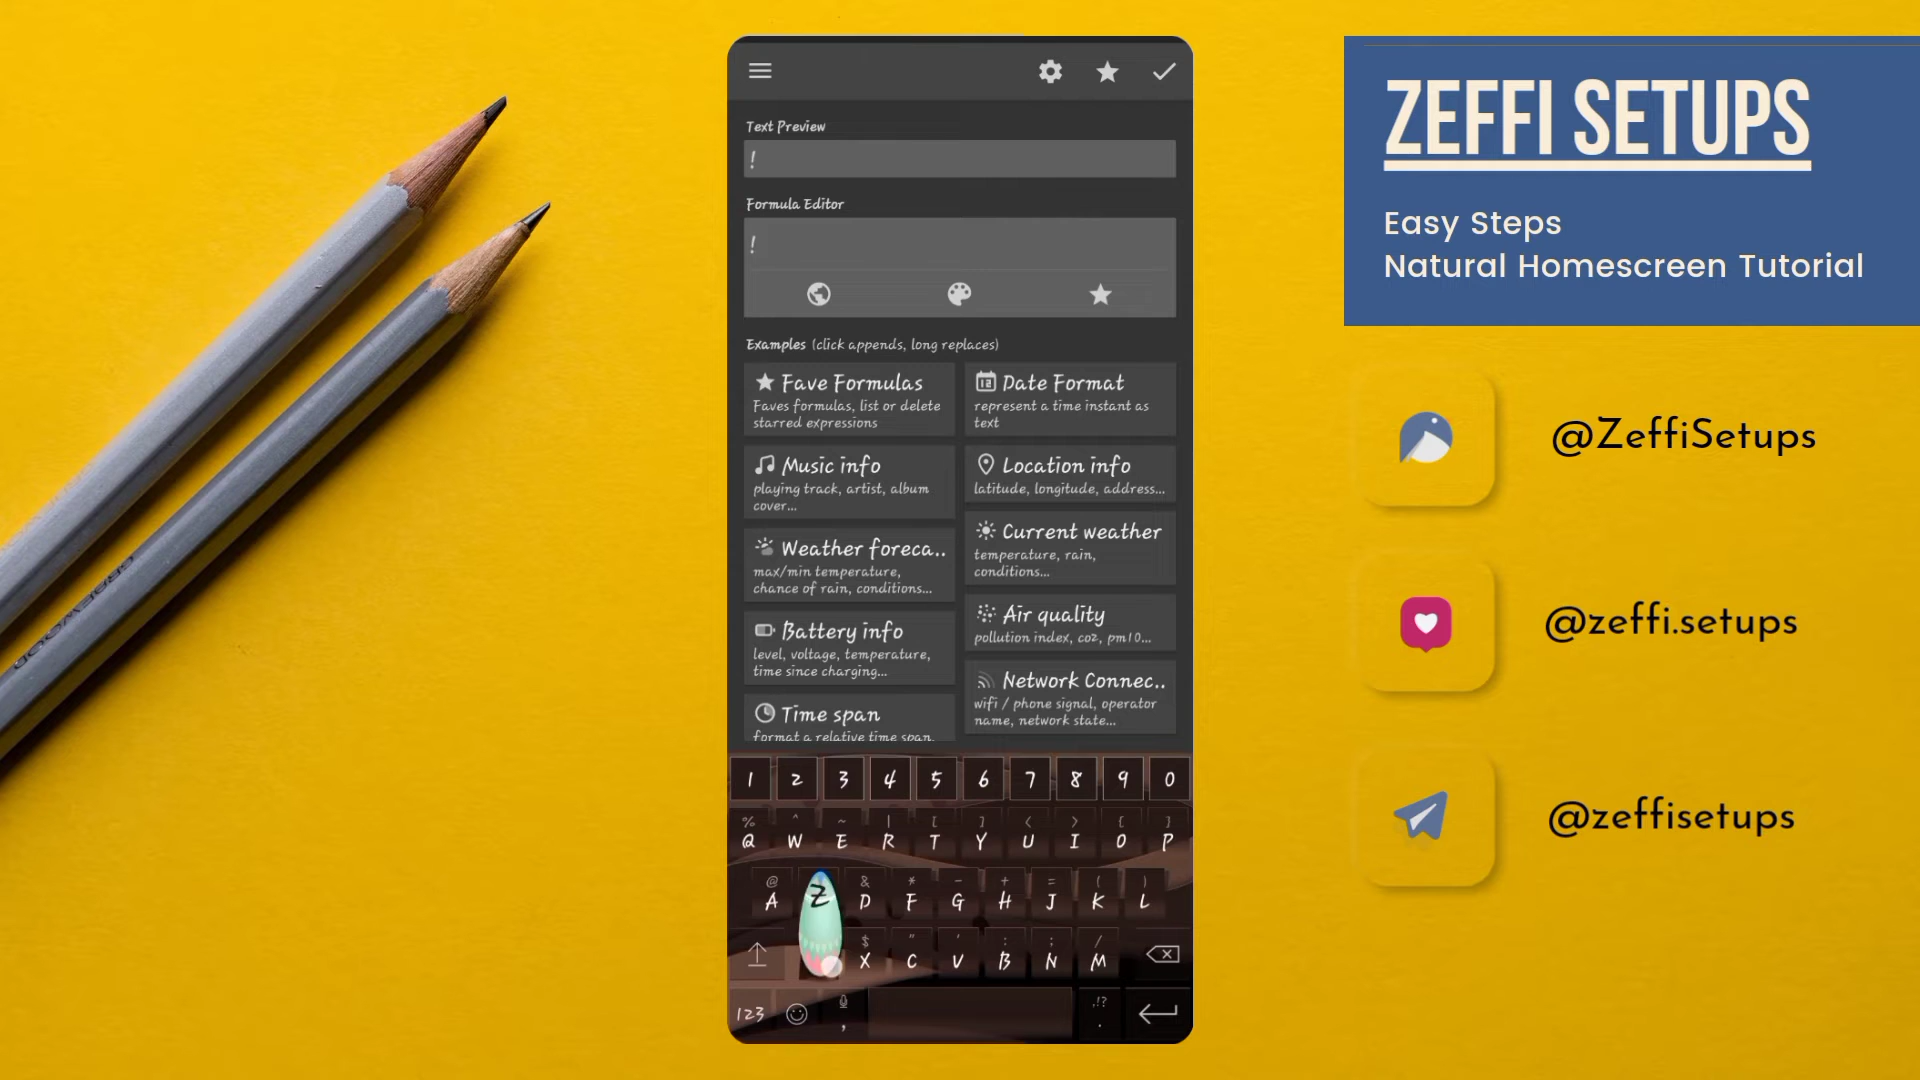 ZEFFI SETUPS
Easy Steps
Natural Homescreen Tutorial
@ZeffiSetups
@zeffi.setups
@zeffisetups
Text Preview
!
Formula Editor
!
Examples (click appends, long replaces)
Fave Formulas
Faves formulas, list or delete
starred expressions
Date Format
represent a time instant as
text
Music info
playing track, artist, album
cover...
Location info
latitude, longitude, address...
Weather foreca..
max/min temperature,
chance of rain, conditions...
Current weather
temperature, rain,
conditions...
Air quality
pollution index, co2, pm10...
Battery info
level, voltage, temperature,
time since charging...
Network Connec..
wifi / phone signal, operator
name, network state...
Time span
format a relative time span,
1 2 3 4 5 6 7 8 9 0
% ^ ~ | [ ] < > { }
Q W E R T Y U I O P
@ & * - + = ( )
A Z D F G H J K L
$ " ' : ; /
X C V B N M
.!?
123 , .